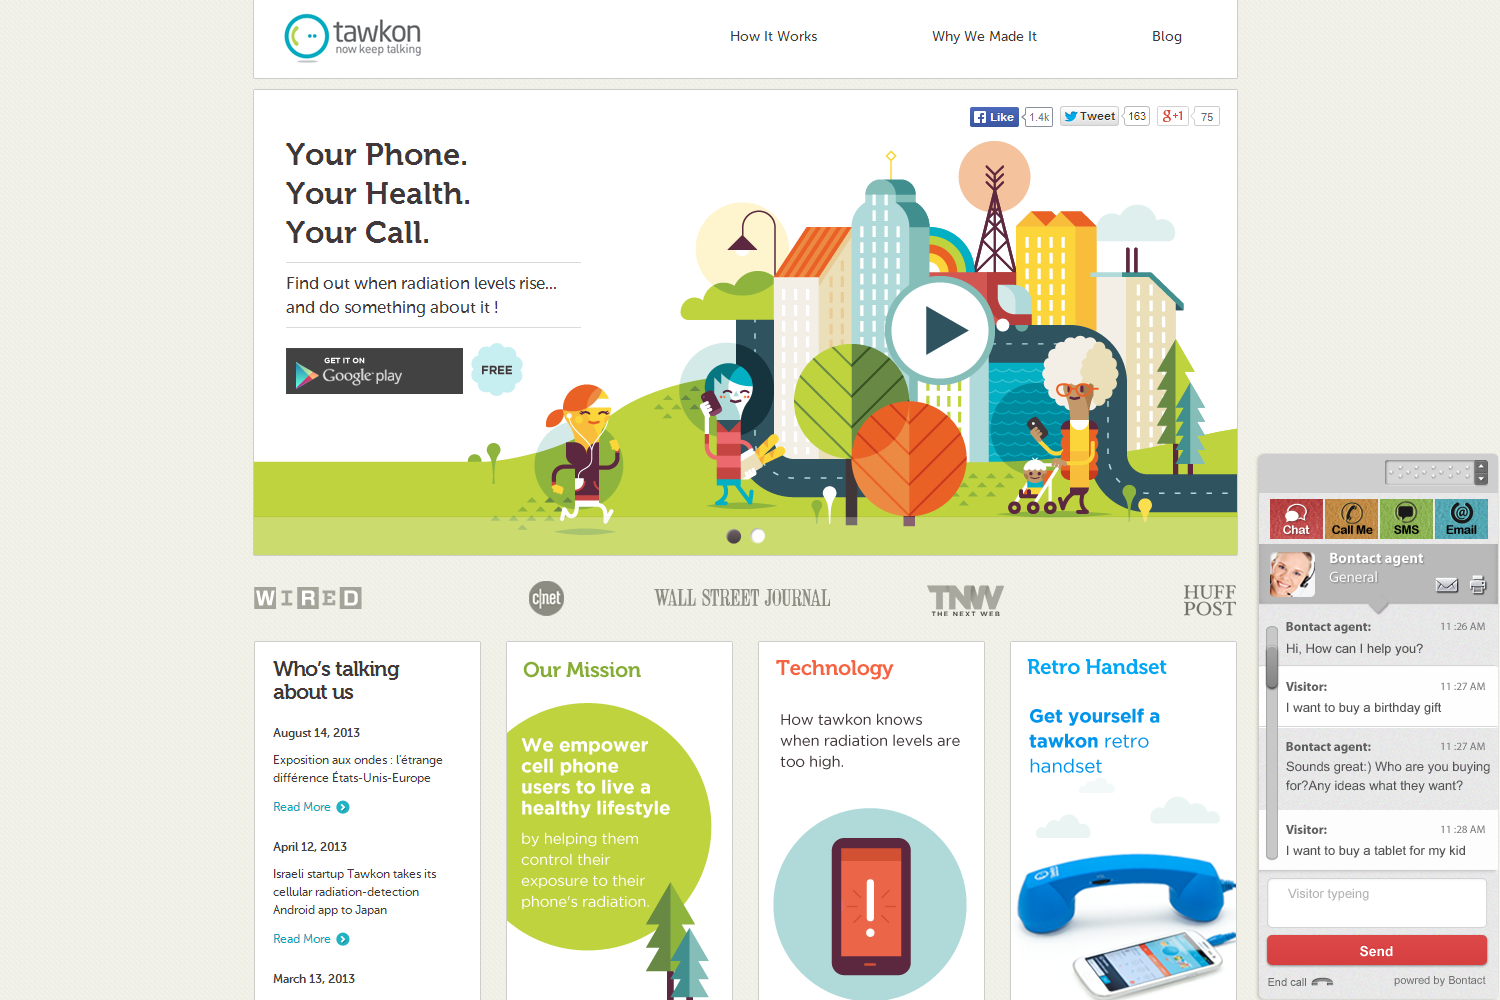 tawkon
now keep talking
How It Works
Why We Made It
Blog
Like
1.4k
Tweet
163
g+1
75
Your Phone.
Your Health.
Your Call.
Find out when radiation levels rise...
and do something about it !
GET IT ON
Google play
FREE
WIRED
c|net
WALL STREET JOURNAL
TNW
THE NEXT WEB
HUFF
POST
Who's talking
about us
August 14, 2013
Exposition aux ondes : l'étrange
différence États-Unis-Europe
Read More
April 12, 2013
Israeli startup Tawkon takes its
cellular radiation-detection
Android app to Japan
Read More
March 13, 2013
Our Mission
We empower
cell phone
users to live a
healthy lifestyle
by helping them
control their
exposure to their
phone's radiation.
Technology
How tawkon knows
when radiation levels are
too high.
!
Retro Handset
Get yourself a
tawkon retro
handset
Chat
Call Me
SMS
Email
Bontact agent
General
Bontact agent:
11 :26 AM
Hi, How can I help you?
Visitor:
11 :27 AM
I want to buy a birthday gift
Bontact agent:
11 :27 AM
Sounds great:) Who are you buying
for?Any ideas what they want?
Visitor:
11 :28 AM
I want to buy a tablet for my kid
Visitor typeing
Send
End call
powered by Bontact